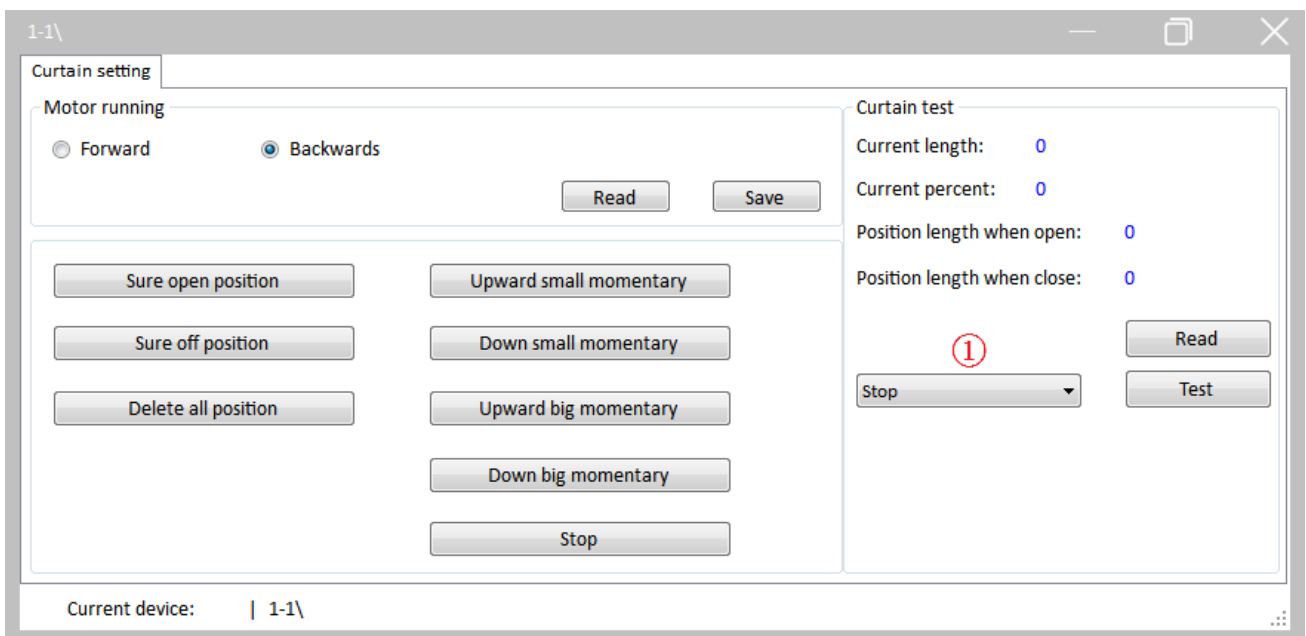 1-1\
Curtain setting
Motor running
Forward
Backwards
Read
Save
Sure open position
Upward small momentary
Sure off position
Down small momentary
Delete all position
Upward big momentary
Down big momentary
Stop
Curtain test
Current length: 0
Current percent: 0
Position length when open: 0
Position length when close: 0
①
Read
Stop
Test
Current device: | 1-1\